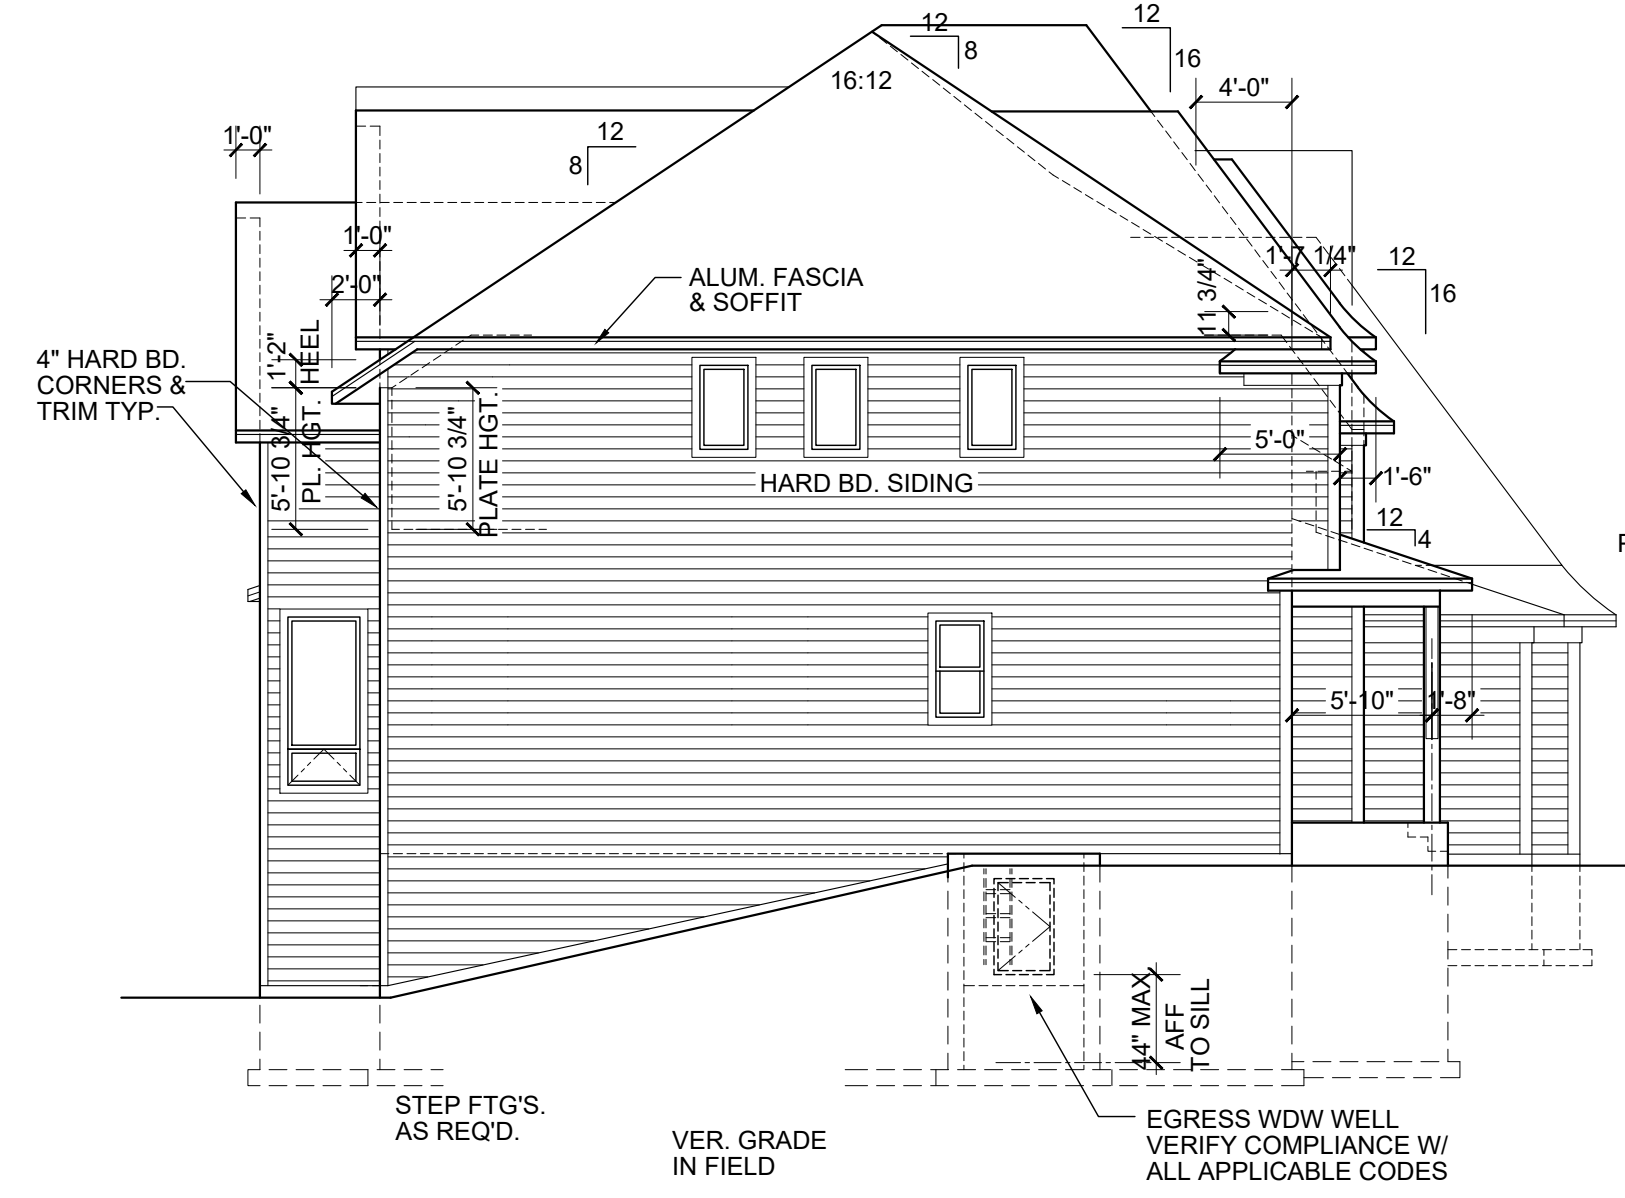 12
12
8
16
16:12
4'-0"
1'-0"
12
8
1'-0"
2'-0"
ALUM. FASCIA
& SOFFIT
1'-7 1/4"
12
16
11 3/4"
4" HARD BD.
CORNERS &
TRIM TYP.
1'-2"
HEEL
5'-10 3/4"
PL. HGT.
5'-10 3/4"
PLATE HGT.
5'-0"
1'-6"
HARD BD. SIDING
12
4
5'-10"
1'-8"
44" MAX
AFF
TO SILL
STEP FTG'S.
AS REQ'D.
VER. GRADE
IN FIELD
EGRESS WDW WELL
VERIFY COMPLIANCE W/
ALL APPLICABLE CODES